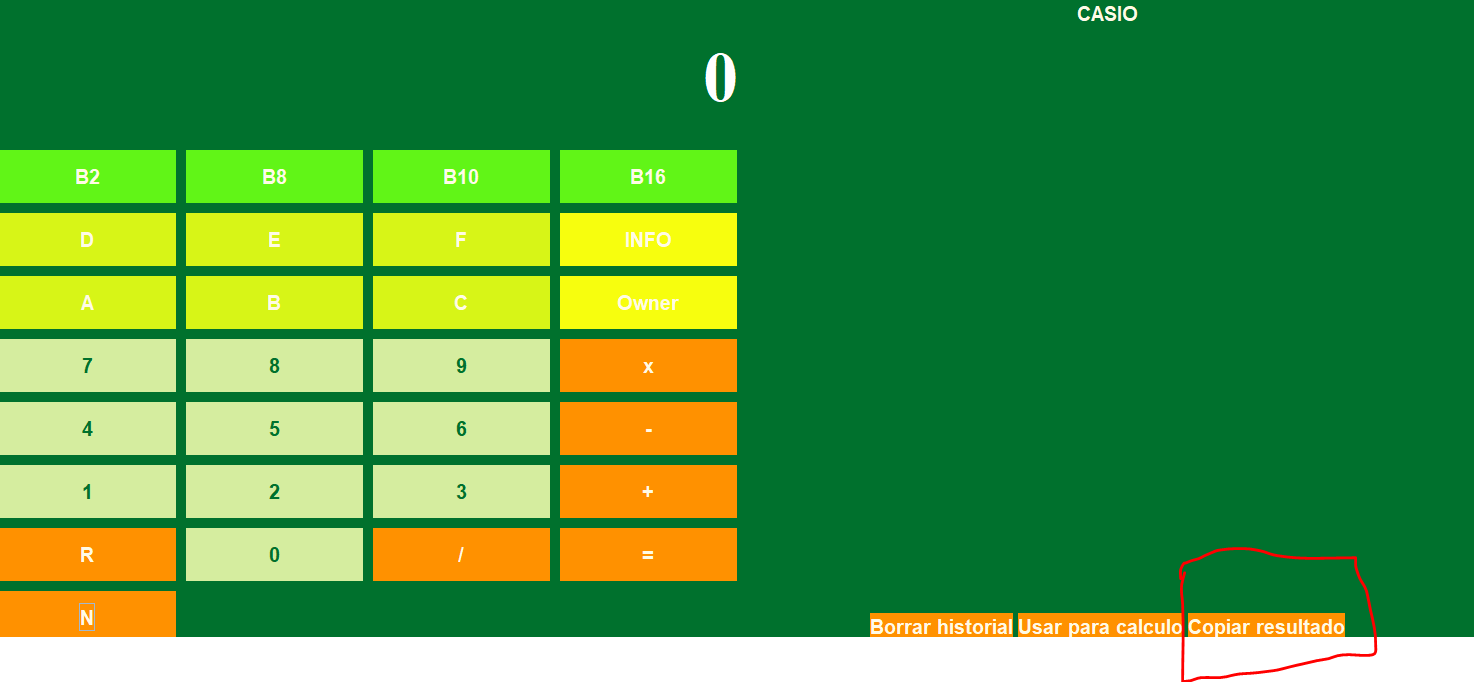 CASIO
0
B2 B8 B10 B16
D E F INFO
A B C Owner
7 8 9 x
4 5 6 -
1 2 3 +
R 0 / =
N
Borrar historial Usar para calculo Copiar resultado